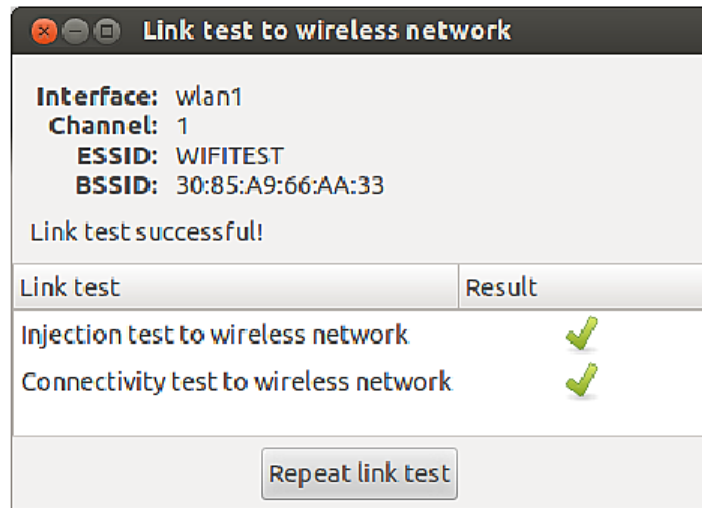 Link test to wireless network
Interface: wlan1
Channel: 1
ESSID: WIFITEST
BSSID: 30:85:A9:66:AA:33
Link test successful!
Link test Result
Injection test to wireless network
Connectivity test to wireless network
Repeat link test